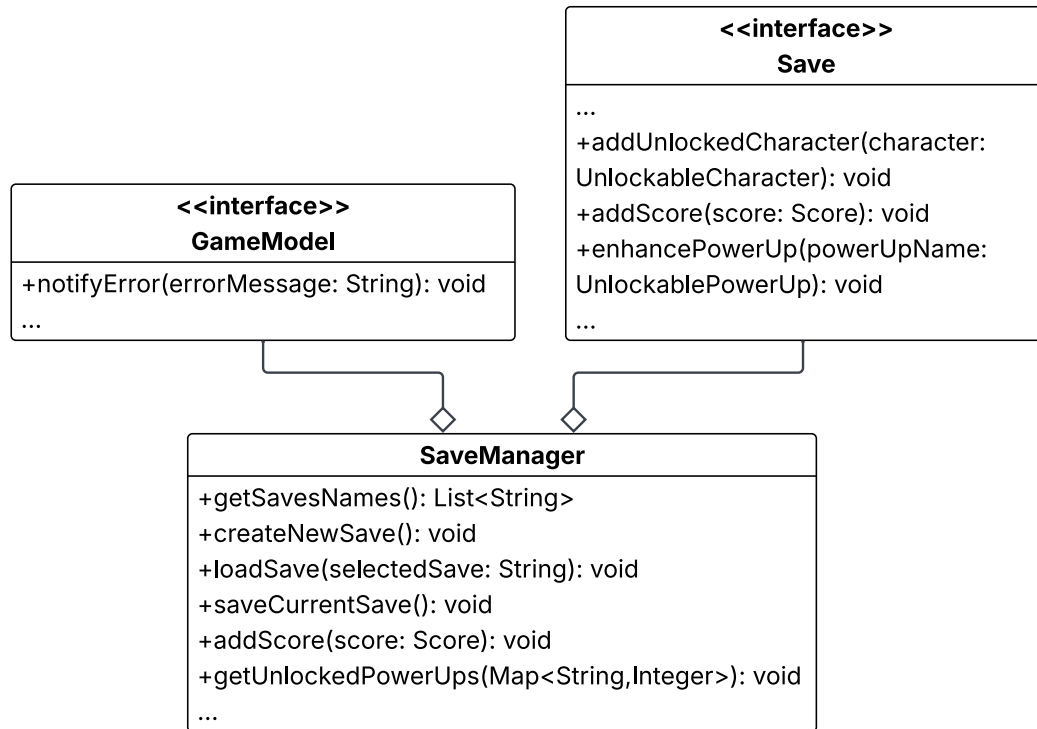 <<interface>>
Save
...
+addUnlockedCharacter(character:
UnlockableCharacter): void
+addScore(score: Score): void
+enhancePowerUp(powerUpName:
UnlockablePowerUp): void
...
<<interface>>
GameModel
+notifyError(errorMessage: String): void
...
SaveManager
+getSavesNames(): List<String>
+createNewSave(): void
+loadSave(selectedSave: String): void
+saveCurrentSave(): void
+addScore(score: Score): void
+getUnlockedPowerUps(Map<String,Integer>): void
...